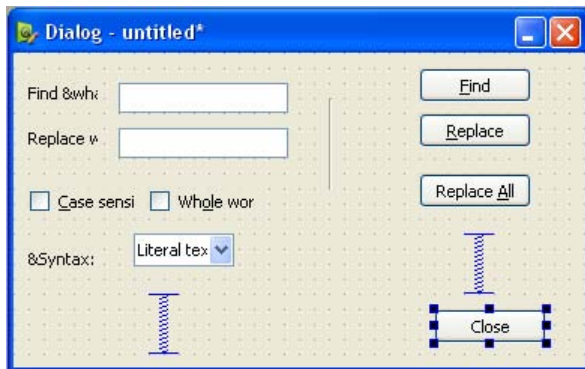 Dialog - untitled*
Find &wha
Find
Replace w
Replace
Replace All
Case sensi Whole wor
&Syntax: Literal tex
Close